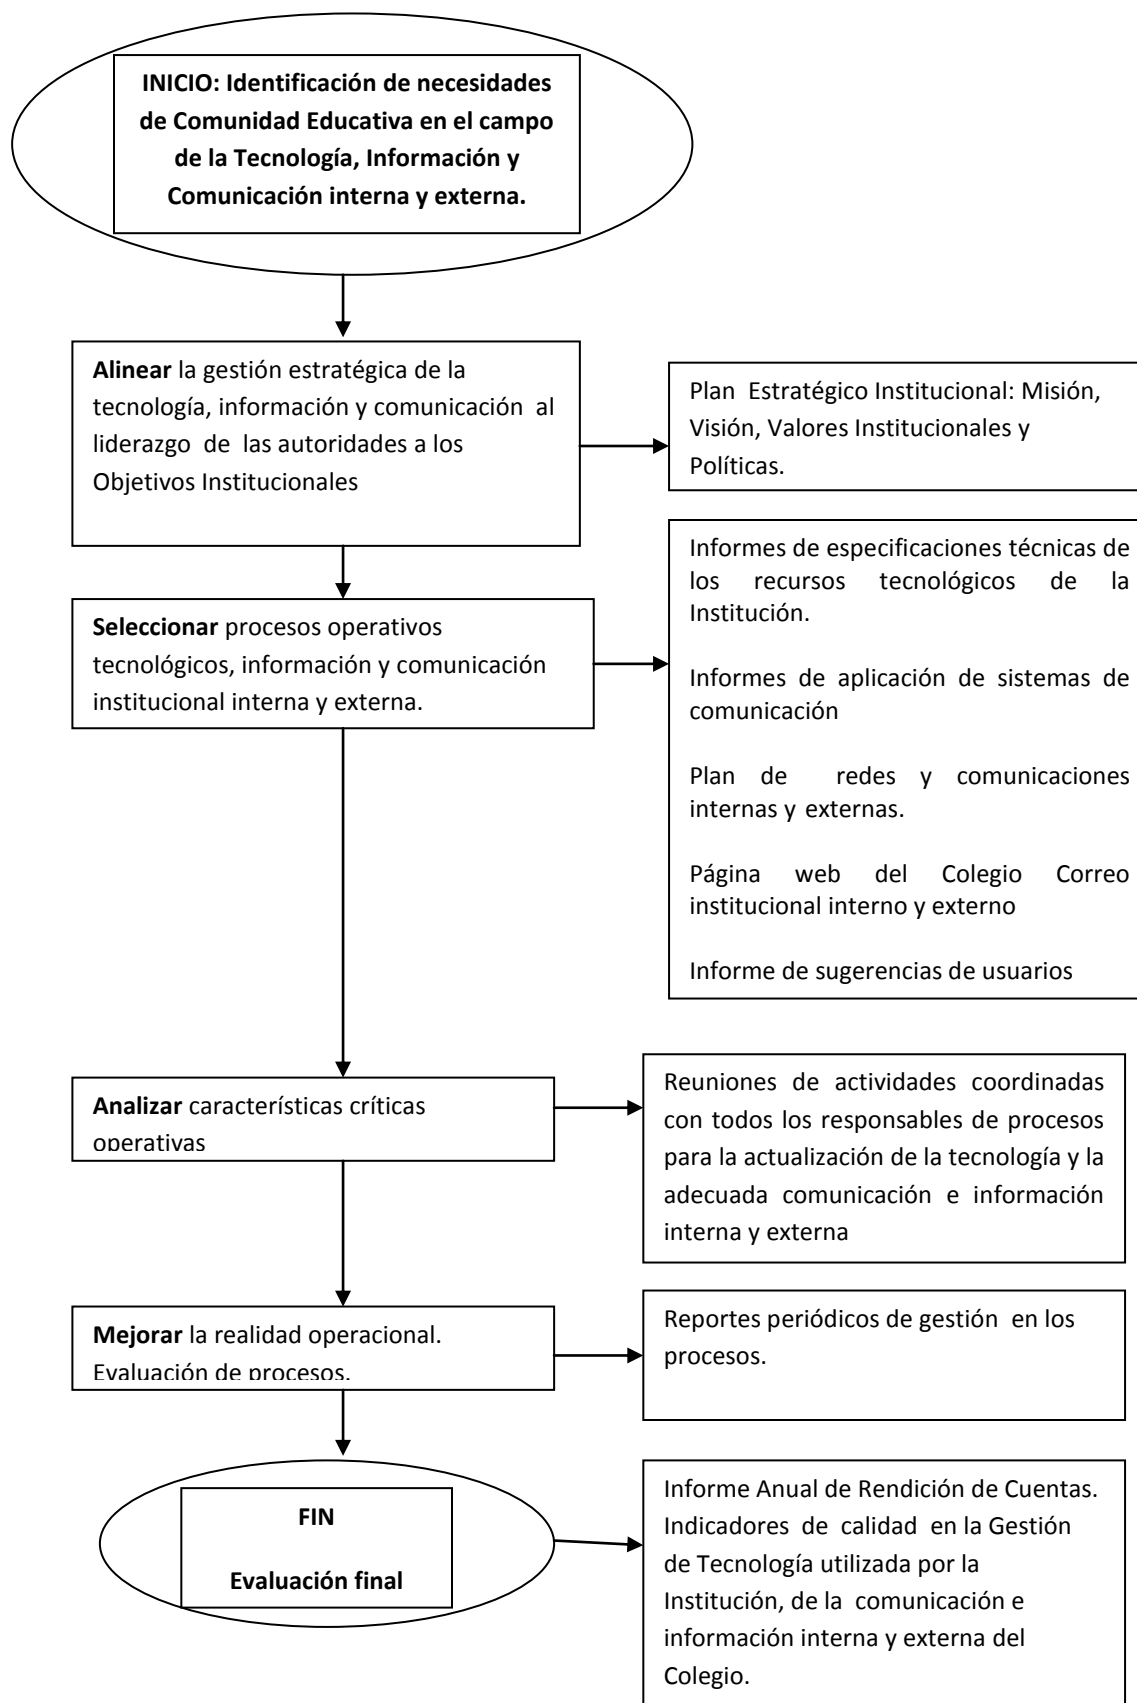 INICIO: Identificación de necesidades
de Comunidad Educativa en el campo
de la Tecnología, Información y
Comunicación interna y externa.
Alinear la gestión estratégica de la
tecnología, información y comunicación al
liderazgo de las autoridades a los
Objetivos Institucionales
Plan Estratégico Institucional: Misión,
Visión, Valores Institucionales y
Políticas.
Seleccionar procesos operativos
tecnológicos, información y comunicación
institucional interna y externa.
Informes de especificaciones técnicas de
los recursos tecnológicos de la
Institución.
Informes de aplicación de sistemas de
comunicación
Plan de redes y comunicaciones
internas y externas.
Página web del Colegio Correo
institucional interno y externo
Informe de sugerencias de usuarios
Analizar características críticas
operativas
Reuniones de actividades coordinadas
con todos los responsables de procesos
para la actualización de la tecnología y la
adecuada comunicación e información
interna y externa
Mejorar la realidad operacional.
Evaluación de procesos.
Reportes periódicos de gestión en los
procesos.
FIN
Evaluación final
Informe Anual de Rendición de Cuentas.
Indicadores de calidad en la Gestión
de Tecnología utilizada por la
Institución, de la comunicación e
información interna y externa del
Colegio.